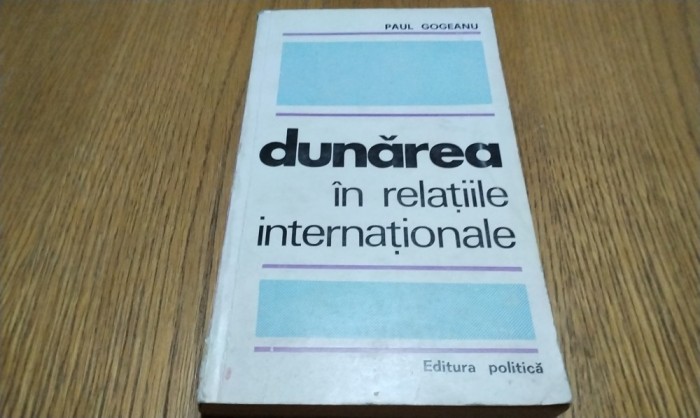 PAUL GOGEANU
dunărea
în relațiile
internaționale
Editura politică